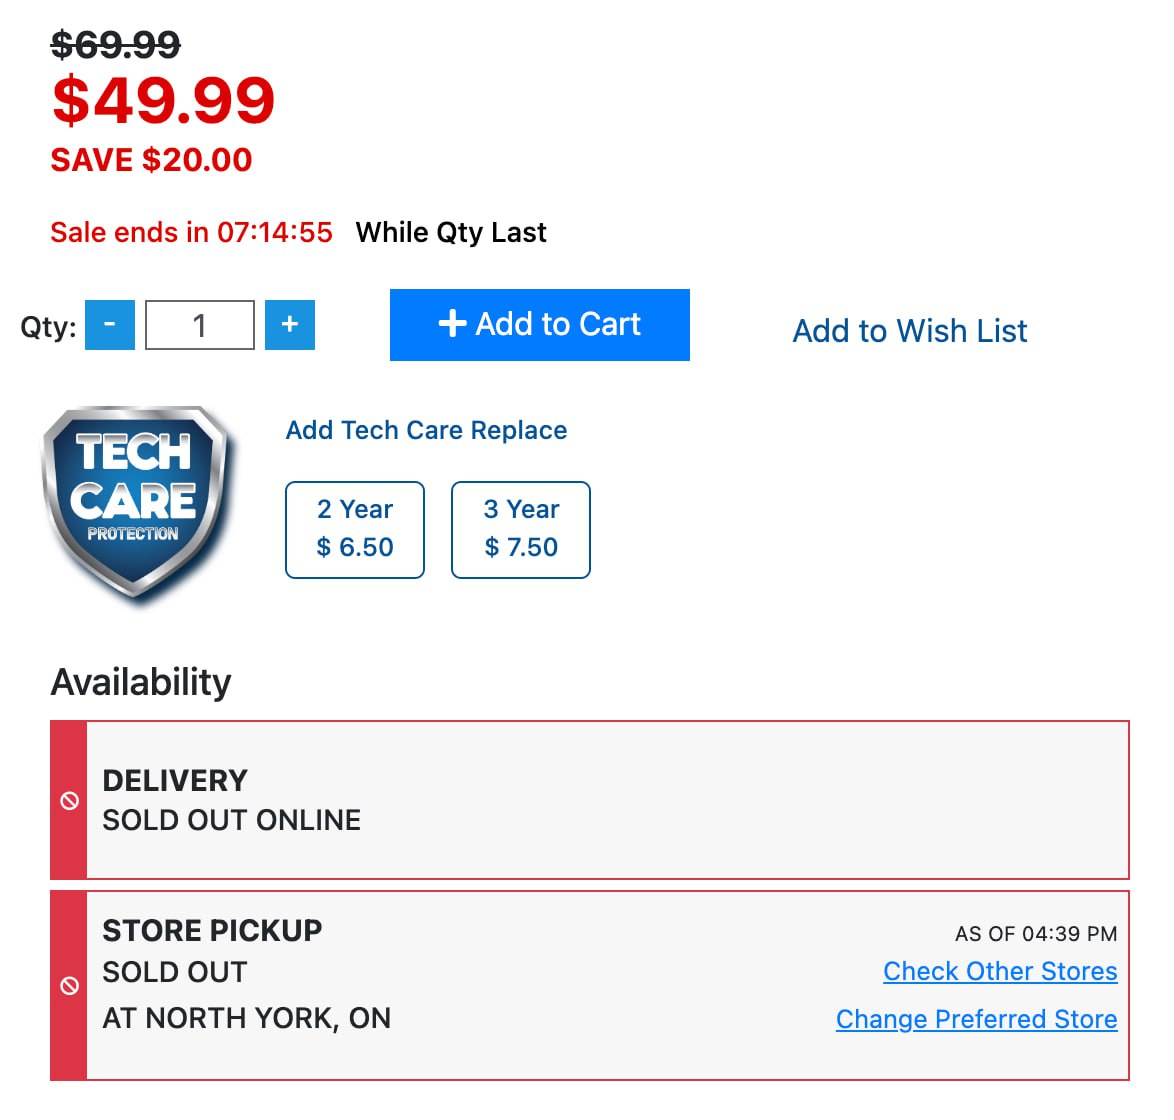 $69.99
$49.99
SAVE $20.00
Sale ends in 07:14:55 While Qty Last
Qty: - 1 + + Add to Cart Add to Wish List
TECH
CARE
PROTECTION
Add Tech Care Replace
2 Year 3 Year
$ 6.50 $ 7.50
Availability
DELIVERY
SOLD OUT ONLINE
STORE PICKUP AS OF 04:39 PM
SOLD OUT Check Other Stores
AT NORTH YORK, ON Change Preferred Store